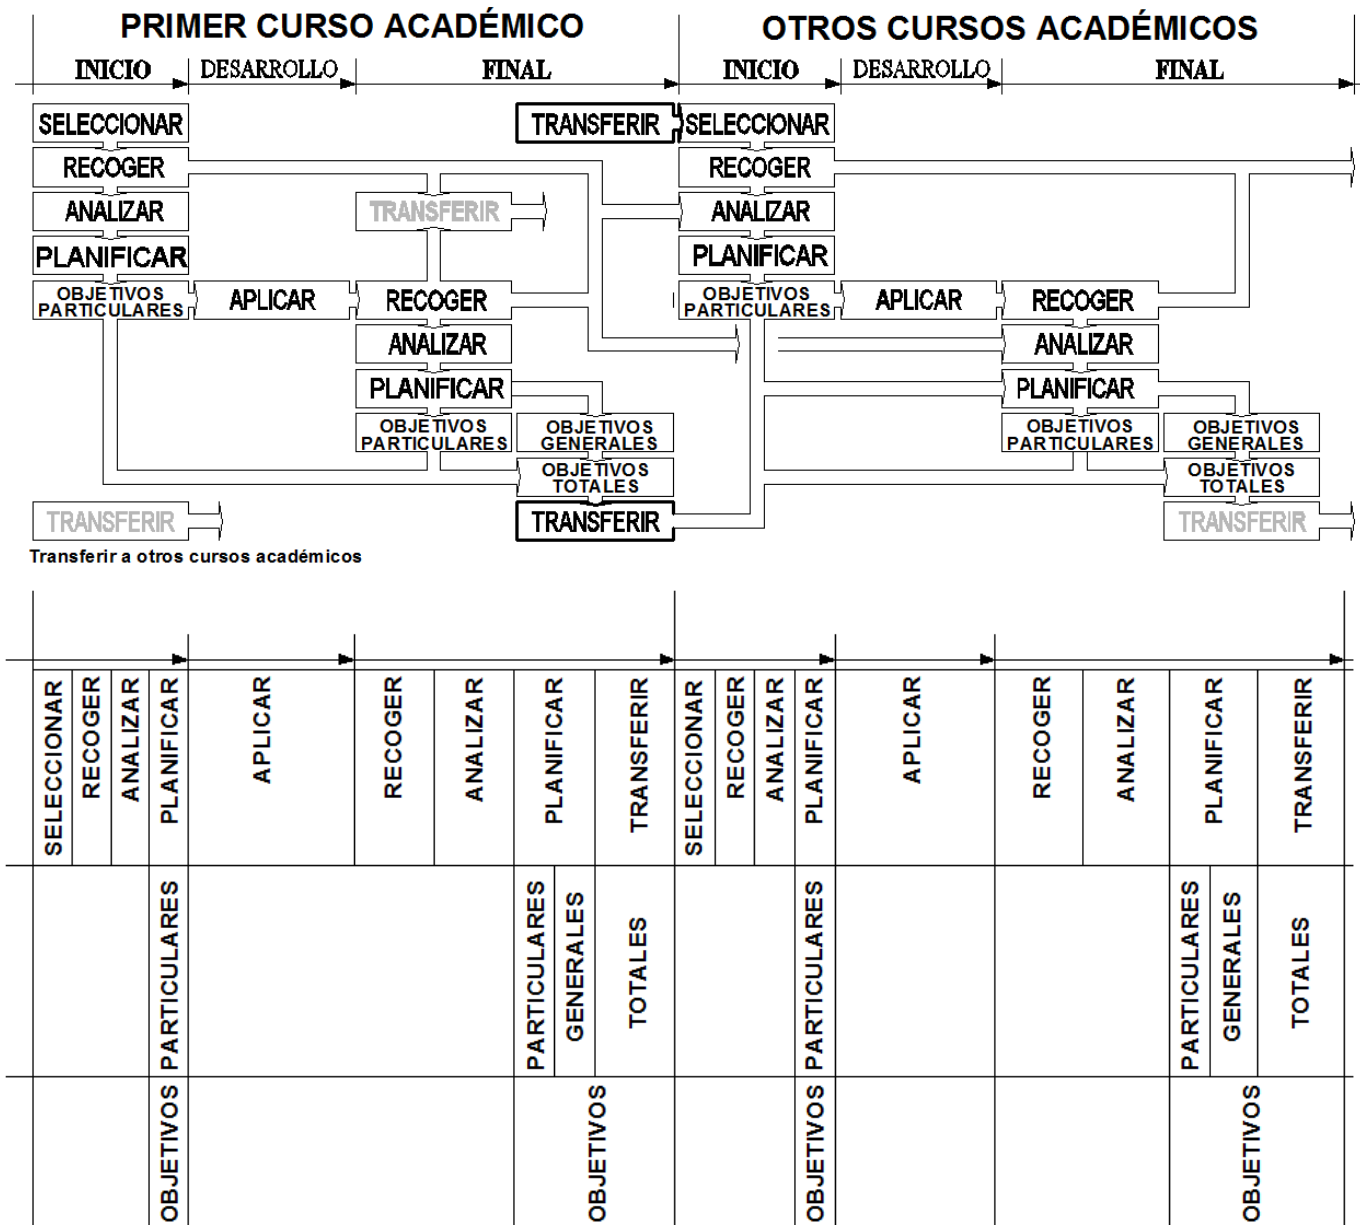 PRIMER CURSO ACADÉMICO
OTROS CURSOS ACADÉMICOS
INICIO
DESARROLLO
FINAL
INICIO
DESARROLLO
FINAL
SELECCIONAR
TRANSFERIR
SELECCIONAR
RECOGER
RECOGER
ANALIZAR
TRANSFERIR
ANALIZAR
PLANIFICAR
PLANIFICAR
OBJETIVOS
PARTICULARES
APLICAR
RECOGER
OBJETIVOS
PARTICULARES
APLICAR
RECOGER
ANALIZAR
ANALIZAR
PLANIFICAR
PLANIFICAR
OBJETIVOS
PARTICULARES
OBJETIVOS
GENERALES
OBJETIVOS
PARTICULARES
OBJETIVOS
GENERALES
OBJETIVOS
TOTALES
OBJETIVOS
TOTALES
TRANSFERIR
TRANSFERIR
TRANSFERIR
Transferir a otros cursos académicos
SELECCIONAR
RECOGER
ANALIZAR
PLANIFICAR
APLICAR
RECOGER
ANALIZAR
PLANIFICAR
TRANSFERIR
SELECCIONAR
RECOGER
ANALIZAR
PLANIFICAR
APLICAR
RECOGER
ANALIZAR
PLANIFICAR
TRANSFERIR
PARTICULARES
PARTICULARES
GENERALES
TOTALES
PARTICULARES
PARTICULARES
GENERALES
TOTALES
OBJETIVOS
OBJETIVOS
OBJETIVOS
OBJETIVOS